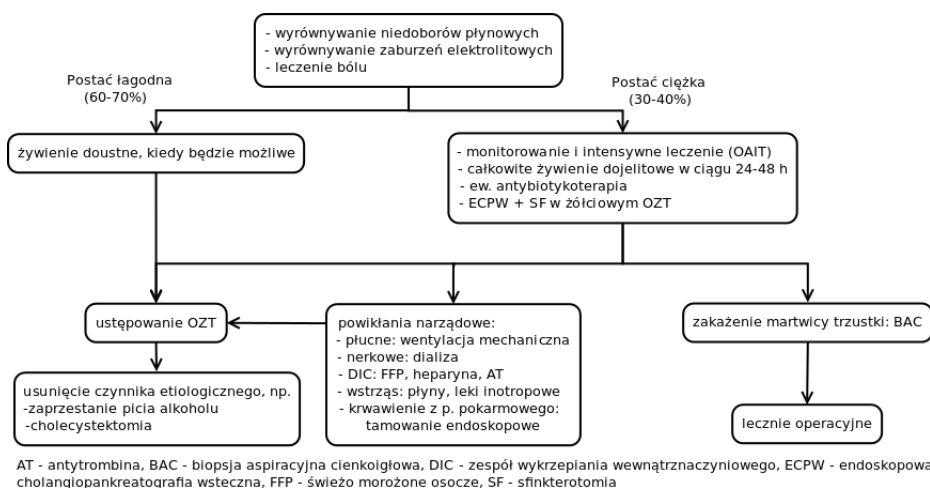 - wyrównywanie niedoborów płynowych
- wyrównywanie zaburzeń elektrolitowych
- leczenie bólu
Postać łagodna
(60-70%)
Postać ciężka
(30-40%)
żywienie doustne, kiedy będzie możliwe
- monitorowanie i intensywne leczenie (OAIT)
- całkowite żywienie dojelitowe w ciągu 24-48 h
- ew. antybiotykoterapia
- ECPW + SF w żółciowym OZT
ustępowanie OZT
powikłania narządowe:
- płucne: wentylacja mechaniczna
- nerkowe: dializa
- DIC: FFP, heparyna, AT
- wstrząs: płyny, leki inotropowe
- krwawienie z p. pokarmowego:
tamowanie endoskopowe
zakażenie martwicy trzustki: BAC
usunięcie czynnika etiologicznego, np.
-zaprzestanie picia alkoholu
-cholecystektomia
lecznie operacyjne
AT - antytrombina, BAC - biopsja aspiracyjna cienkoigłowa, DIC - zespół wykrzepiania wewnątrznaczyniowego, ECPW - endoskopowa
cholangiopankreatografia wsteczna, FFP - świeżo morożone osocze, SF - sfinkterotomia